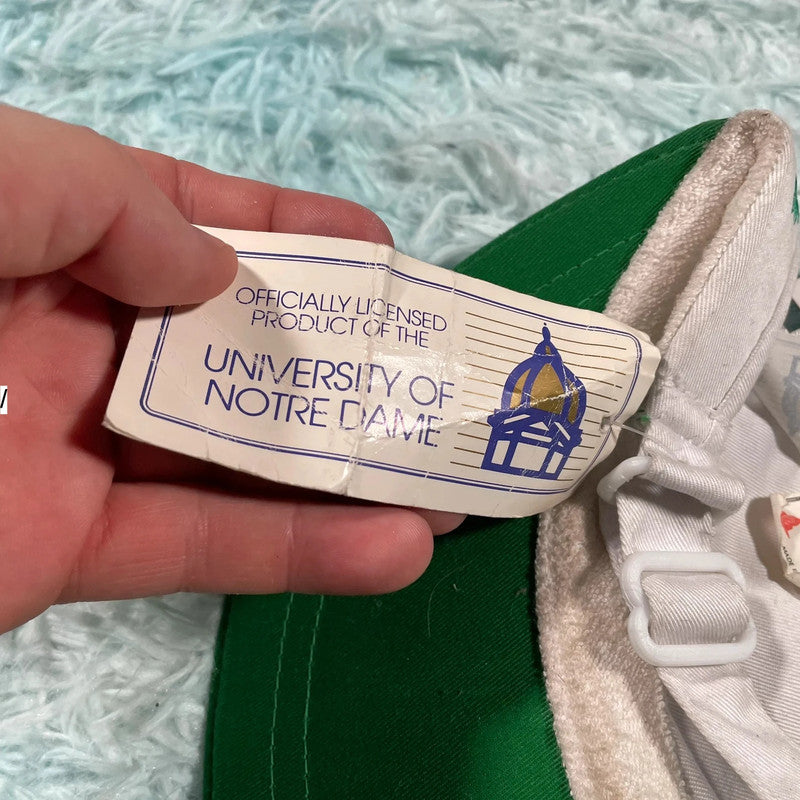 OFFICIALLY LICENSED
PRODUCT OF THE
UNIVERSITY OF
NOTRE DAME